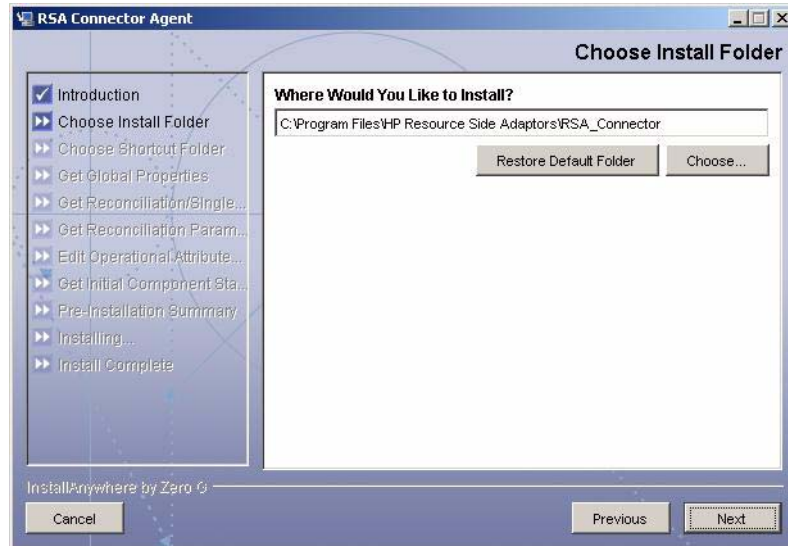 RSA Connector Agent
Choose Install Folder
Introduction
Choose Install Folder
Choose Shortcut Folder
Get Global Properties
Get Reconciliation/Single...
Get Reconciliation Param...
Edit Operational Attribute...
Get Initial Component Sta...
Pre-Installation Summary
Installing...
Install Complete
Where Would You Like to Install?
C:\Program Files\HP Resource Side Adaptors\RSA_Connector
Restore Default Folder
Choose...
InstallAnywhere by Zero G
Cancel
Previous
Next